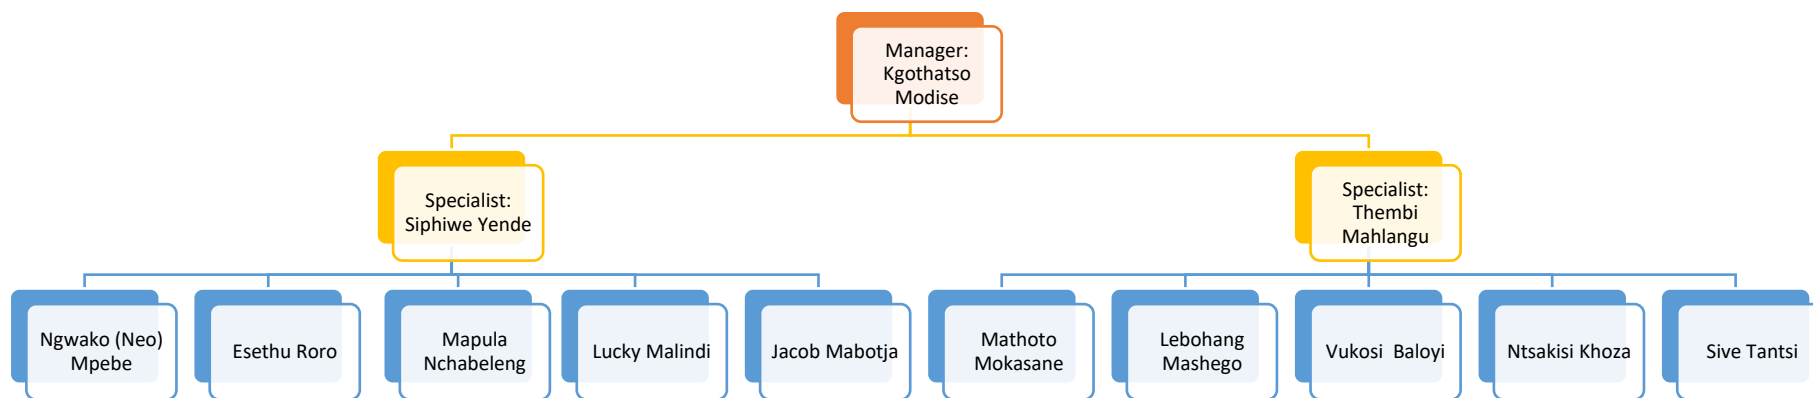 Manager:
Kgothatso
Modise
Specialist:
Siphiwe Yende
Specialist:
Thembi
Mahlangu
Ngwako (Neo)
Mpebe
Esethu Roro
Mapula
Nchabeleng
Lucky Malindi
Jacob Mabotja
Mathoto
Mokasane
Lebohang
Mashego
Vukosi  Baloyi
Ntsakisi Khoza
Sive Tantsi